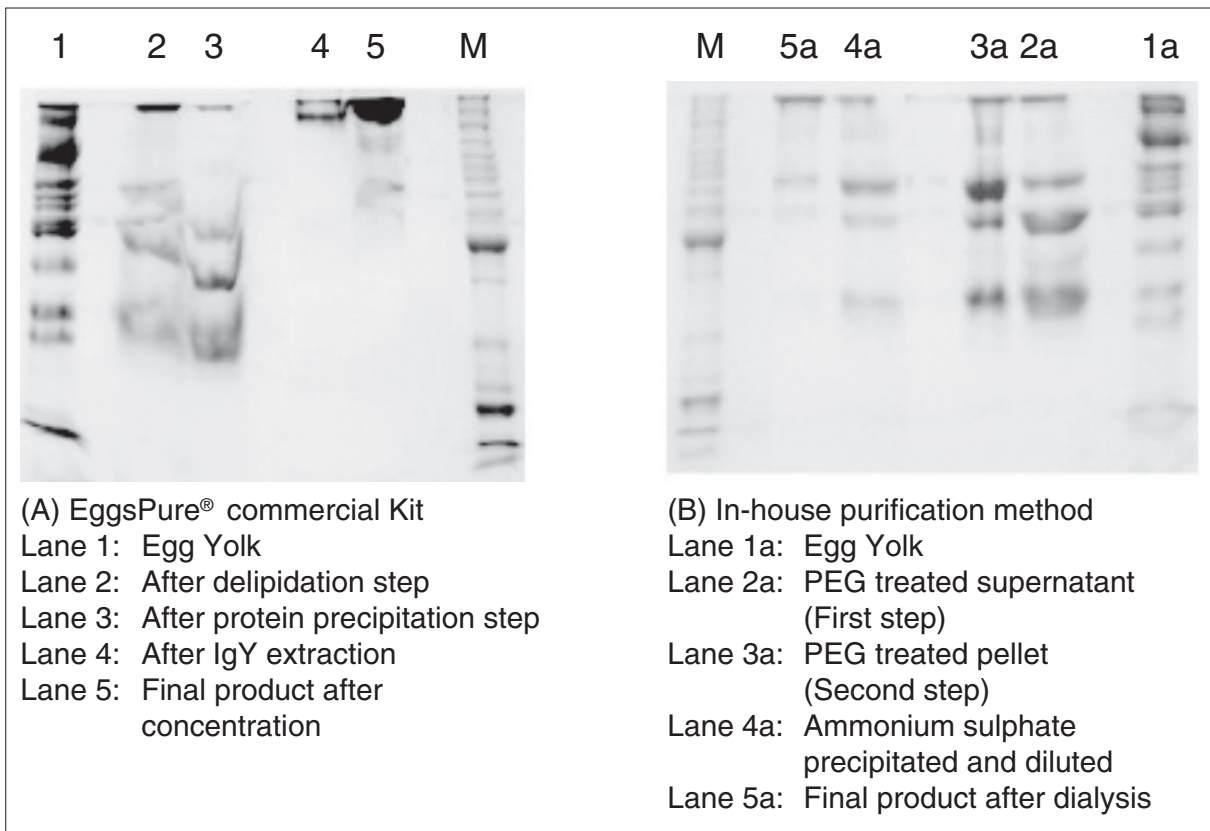 1 2 3 4 5 M
M 5a 4a 3a 2a 1a
(A) EggsPure® commercial Kit
Lane 1: Egg Yolk
Lane 2: After delipidation step
Lane 3: After protein precipitation step
Lane 4: After IgY extraction
Lane 5: Final product after
concentration
(B) In-house purification method
Lane 1a: Egg Yolk
Lane 2a: PEG treated supernatant
(First step)
Lane 3a: PEG treated pellet
(Second step)
Lane 4a: Ammonium sulphate
precipitated and diluted
Lane 5a: Final product after dialysis